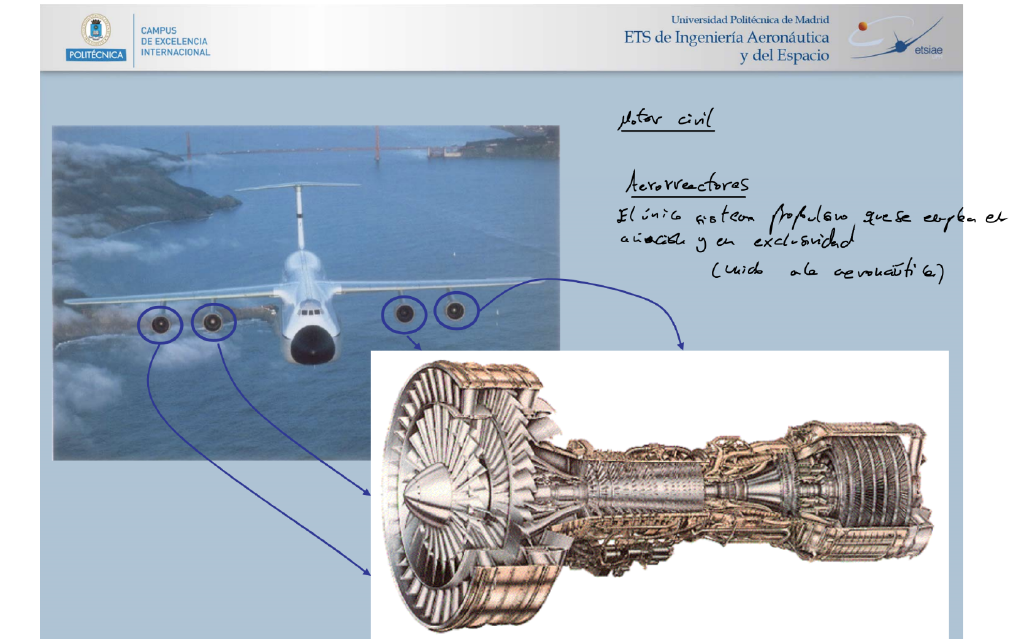 POLITÉCNICA
CAMPUS
DE EXCELENCIA
INTERNACIONAL
Universidad Politécnica de Madrid
ETS de Ingeniería Aeronáutica
y del Espacio
etsiae
Motor civil
Aerorreactores
El único sistema propulsivo que se emplea en
aviación y en exclusividad
(unido a la aeronáutica)